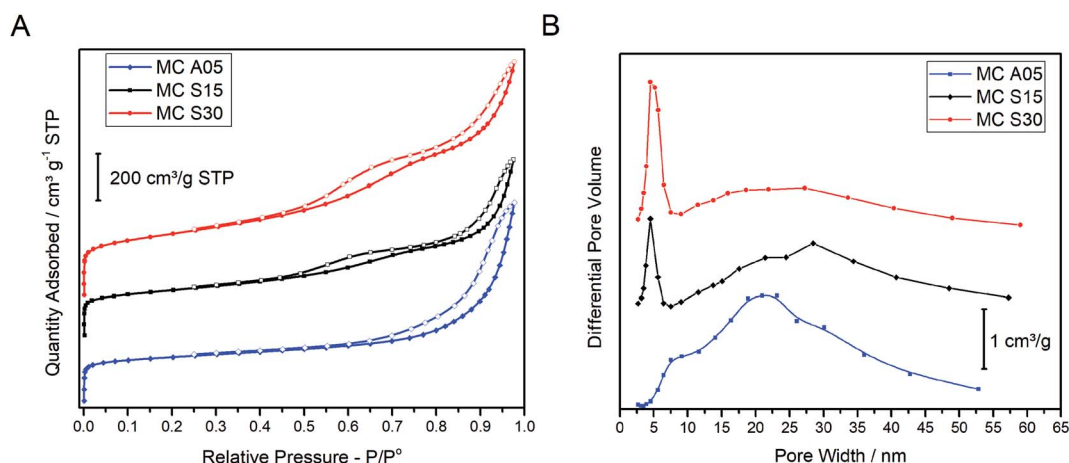 A
MC A05
MC S15
MC S30
200 cm³/g STP
Quantity Adsorbed / cm³ g⁻¹ STP
0.0 0.1 0.2 0.3 0.4 0.5 0.6 0.7 0.8 0.9 1.0
Relative Pressure - P/P°
B
MC A05
MC S15
MC S30
1 cm³/g
Differential Pore Volume
0 5 10 15 20 25 30 35 40 45 50 55 60 65
Pore Width / nm